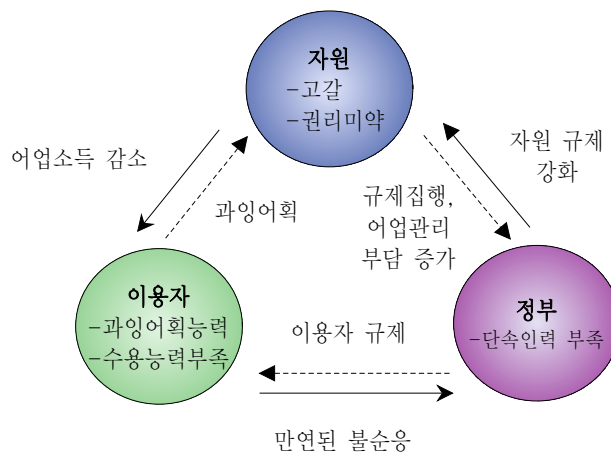 자원
-고갈
-권리미약
어업소득 감소
과잉어획
자원 규제
강화
규제집행,
어업관리
부담 증가
이용자
-과잉어획능력
-수용능력부족
정부
-단속인력 부족
이용자 규제
만연된 불순응